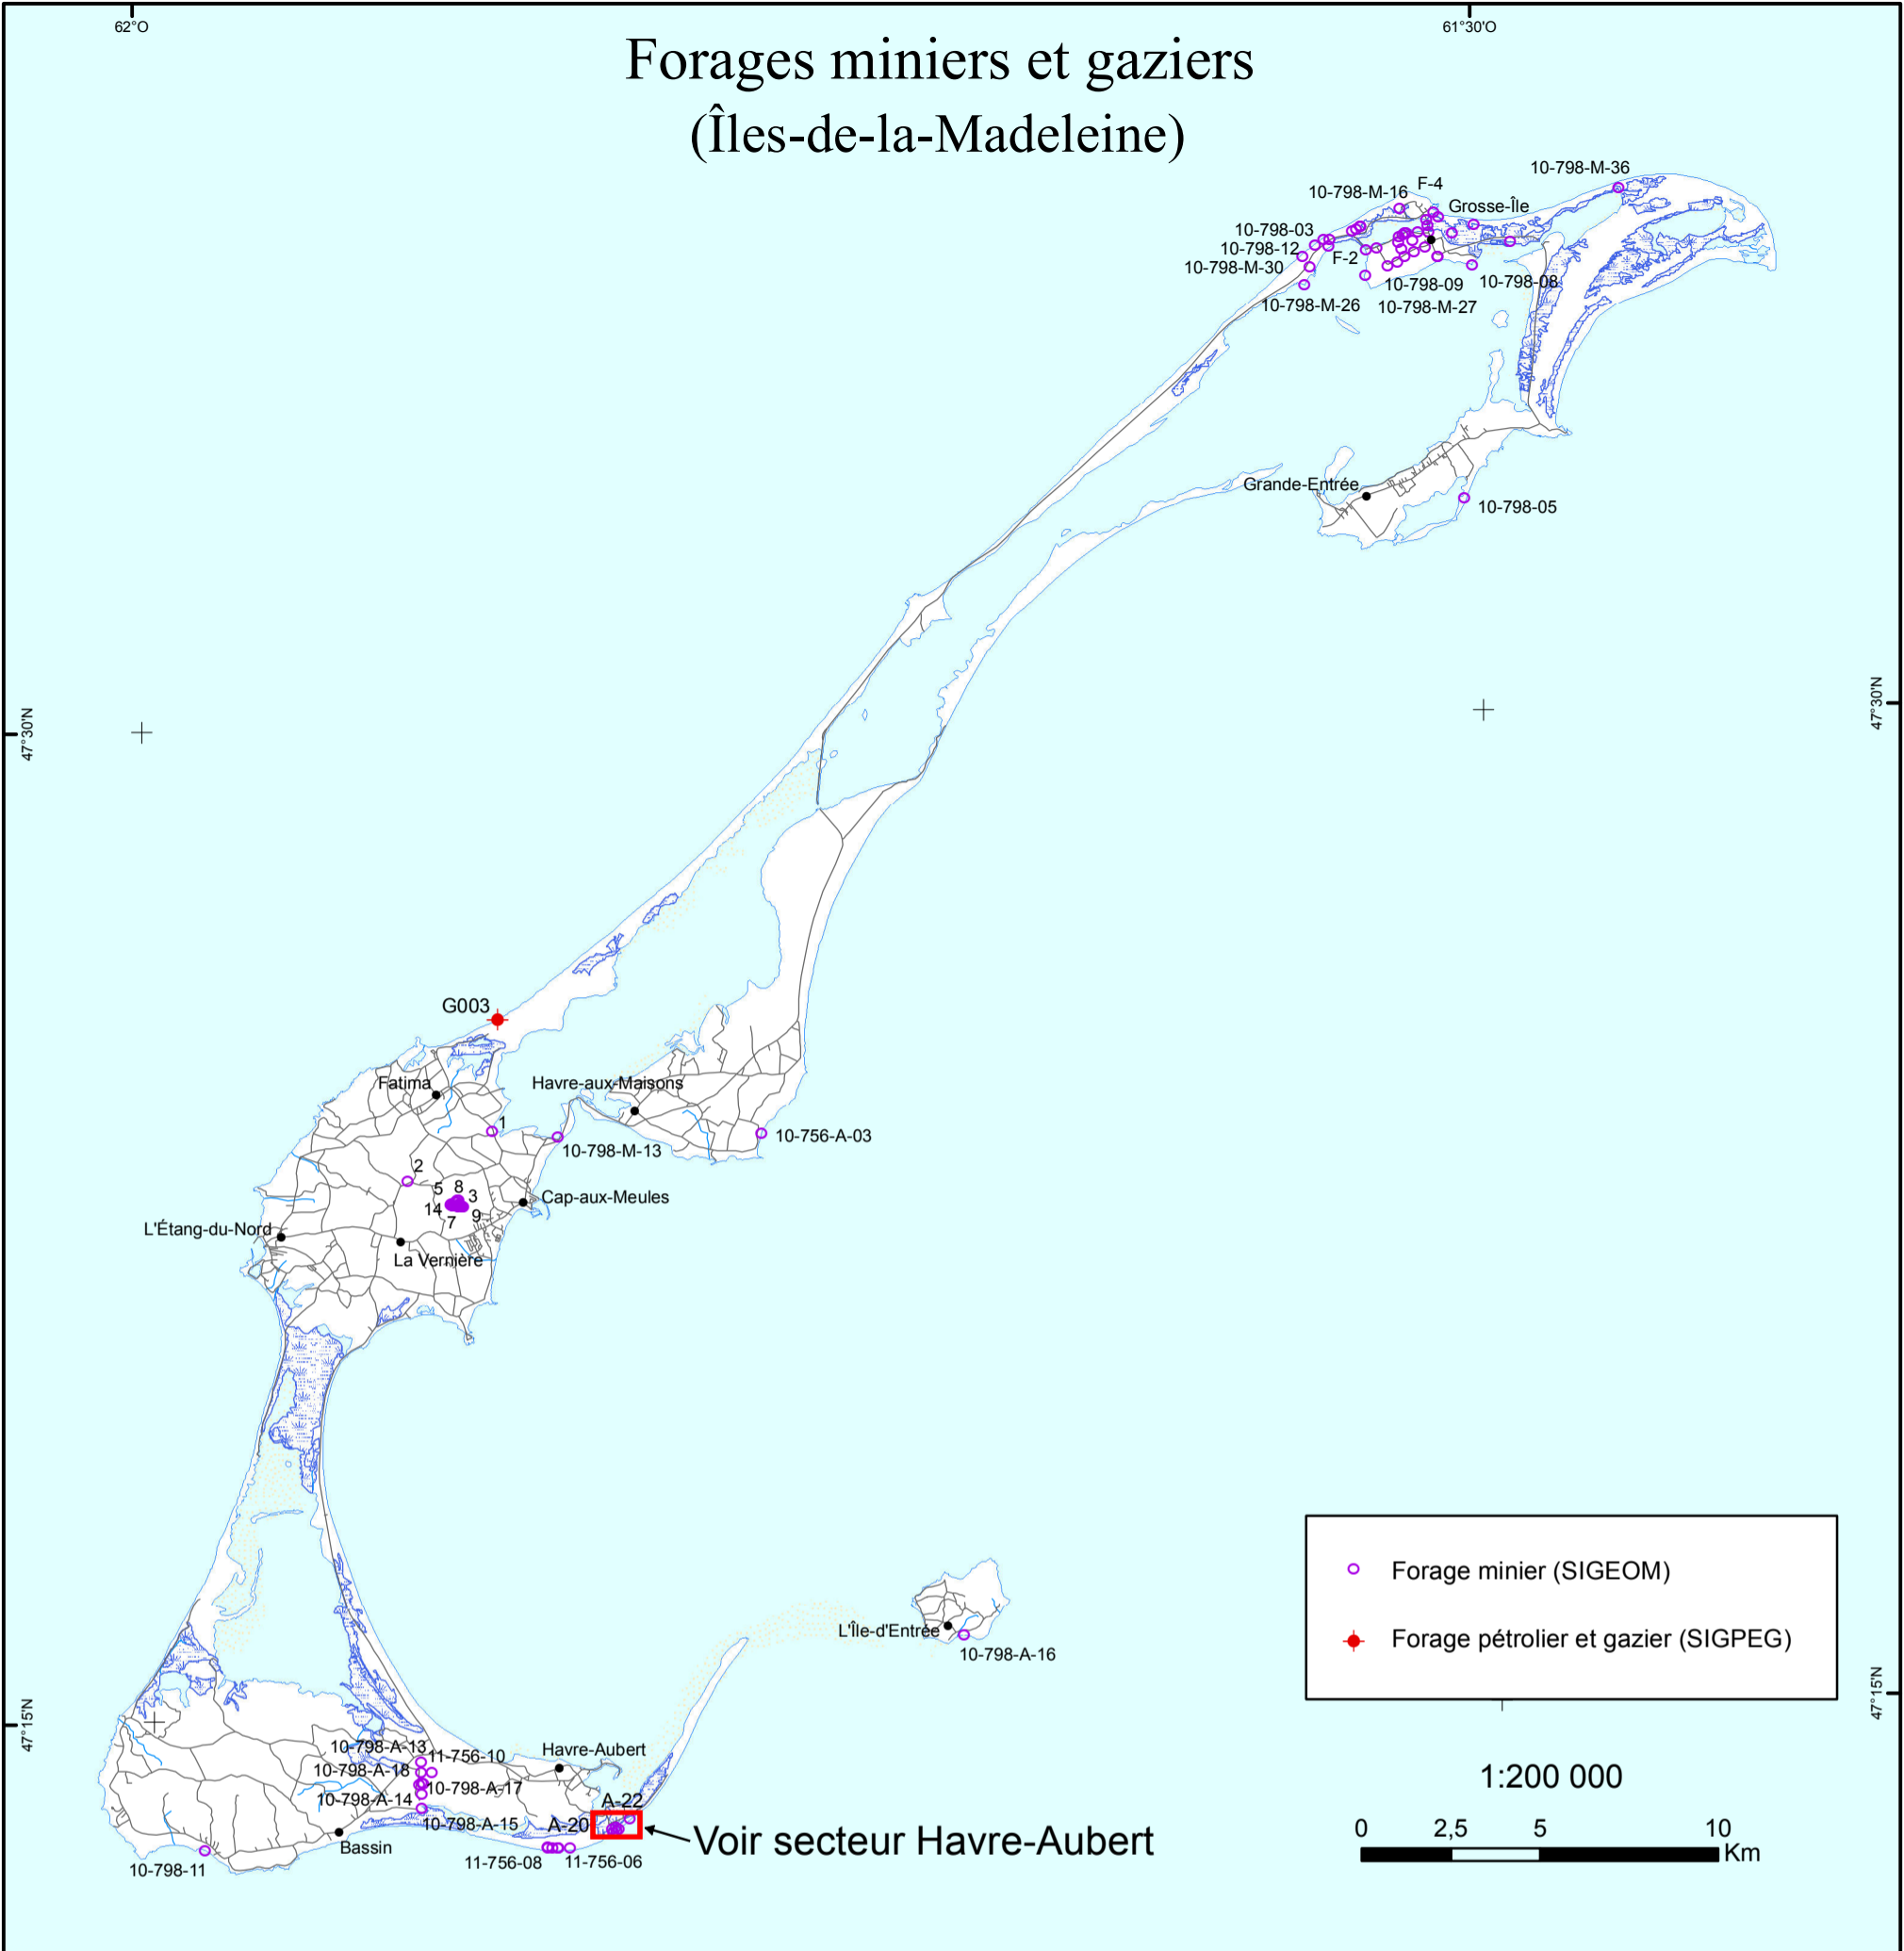 62°O
61°30'O
Forages miniers et gaziers
(Îles-de-la-Madeleine)
10-798-M-36
F-4
10-798-M-16
Grosse-Île
10-798-03
10-798-12
F-2
10-798-M-30
10-798-09
10-798-08
10-798-M-26
10-798-M-27
Grande-Entrée
10-798-05
47°30'N
47°30'N
G003
Fatima
Havre-aux-Maisons
1
10-756-A-03
10-798-M-13
2
5
8
3
14
7
9
Cap-aux-Meules
L'Étang-du-Nord
La Vernière
Forage minier (SIGEOM)
L'Île-d'Entrée
Forage pétrolier et gazier (SIGPEG)
10-798-A-16
47°15'N
47°15'N
10-798-A-13
11-756-10
Havre-Aubert
10-798-A-18
10-798-A-17
10-798-A-14
10-798-A-15
A-22
A-20
Voir secteur Havre-Aubert
Bassin
11-756-08
11-756-06
10-798-11
1:200 000
0
2,5
5
10
Km